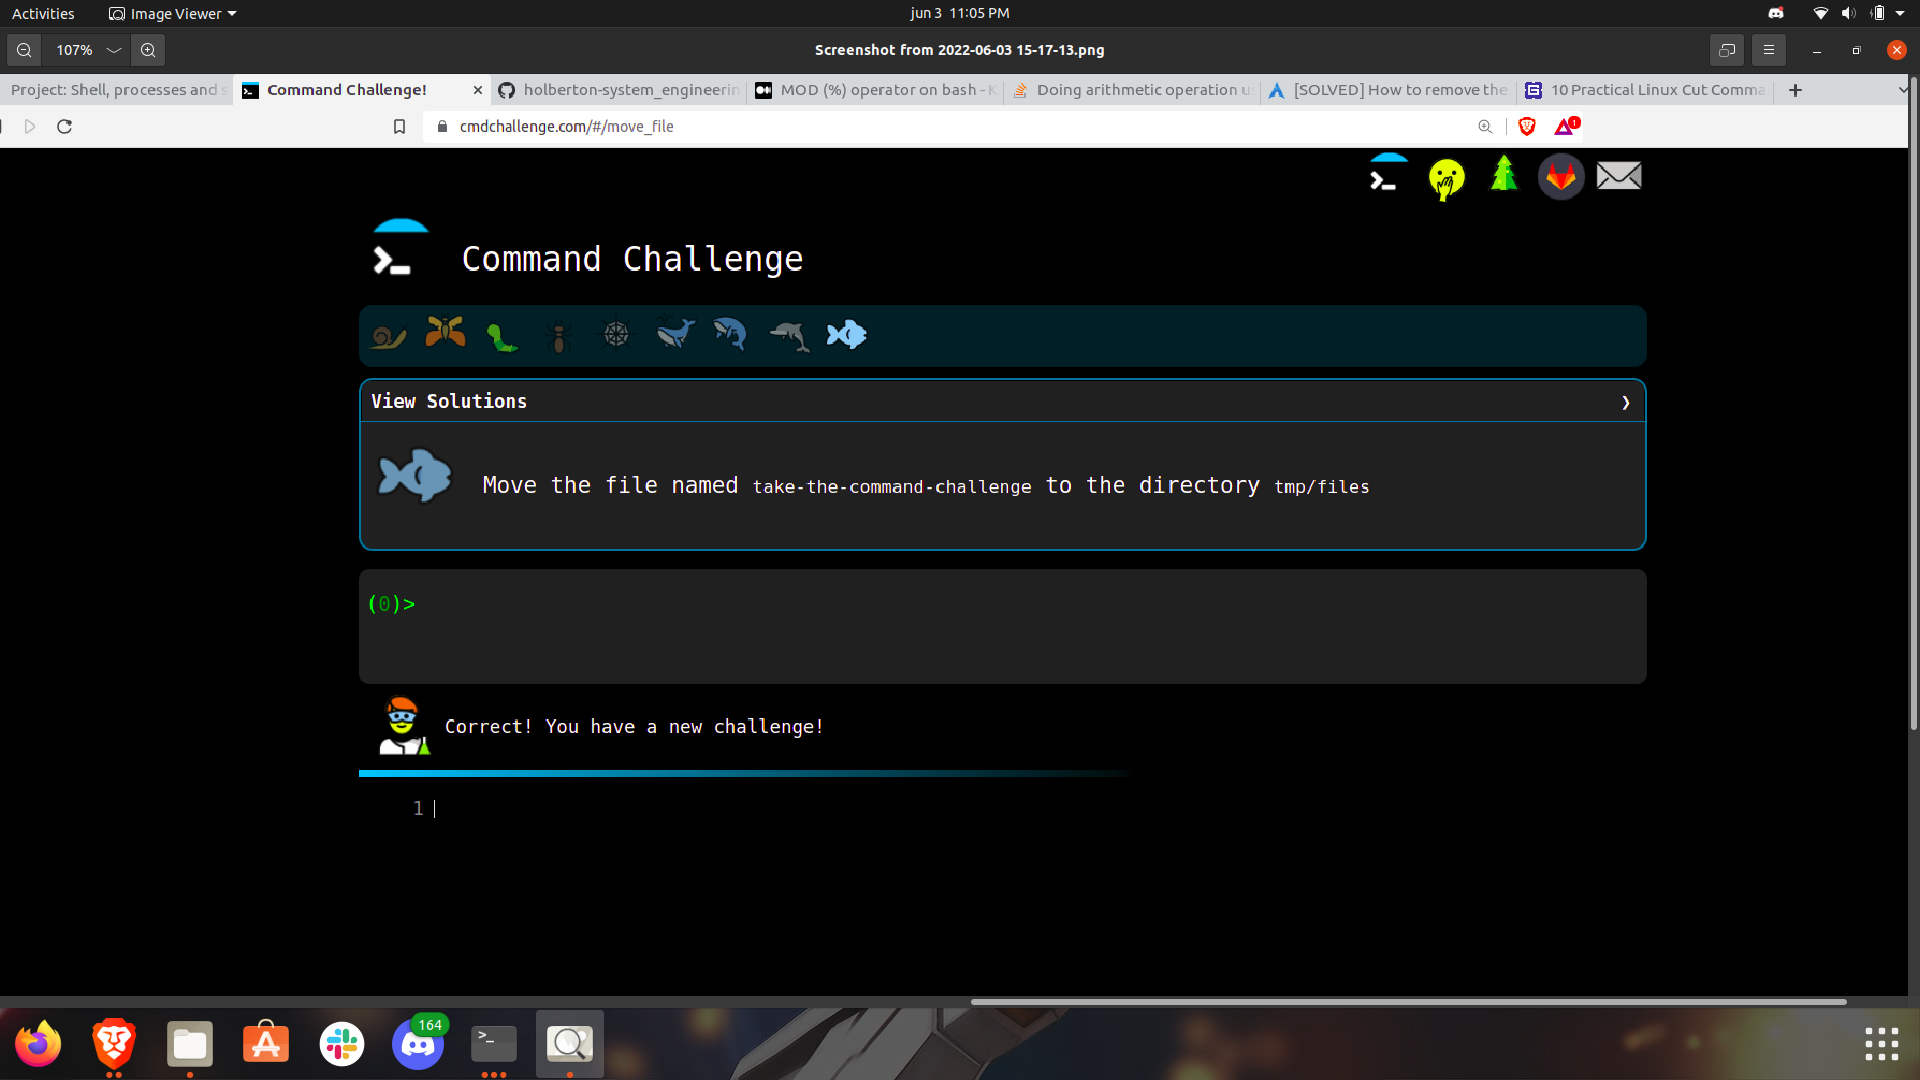 Activities
Image Viewer
jun 3 11:05 PM
107%
Screenshot from 2022-06-03 15-17-13.png
Project: Shell, processes and s
Command Challenge!
holberton-system_engineerin
MOD (%) operator on bash - K
Doing arithmetic operation u
[SOLVED] How to remove the
10 Practical Linux Cut Comma
cmdchallenge.com/#/move_file
1
Command Challenge
View Solutions
Move the file named take-the-command-challenge to the directory tmp/files
(0)>
Correct! You have a new challenge!
1
164